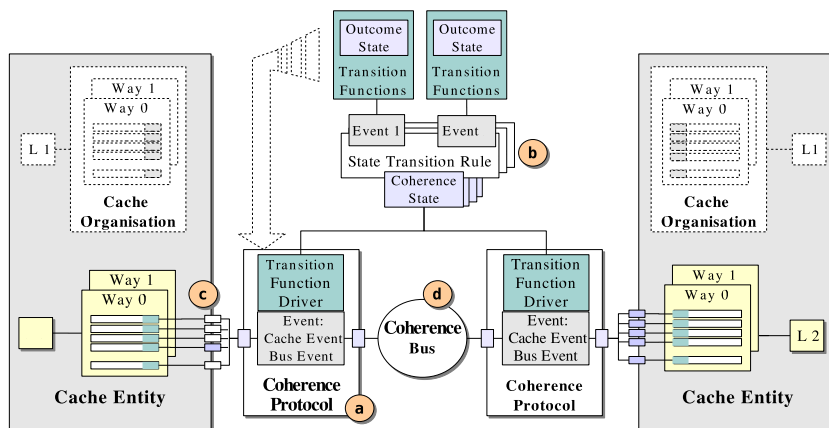 Outcome
State
Transition
Functions
Outcome
State
Transition
Functions
Event 1
Event
State Transition Rule
b
Coherence
State
Way 1
Way 0
L 1
Cache
Organisation
Way 1
Way 0
L1
Cache
Organisation
Way 1
Way 0
c
Cache Entity
Transition
Function
Driver
Event:
Cache Event
Bus Event
Coherence
Protocol
a
d
Coherence
Bus
Transition
Function
Driver
Event:
Cache Event
Bus Event
Coherence
Protocol
Way 1
Way 0
L 2
Cache Entity